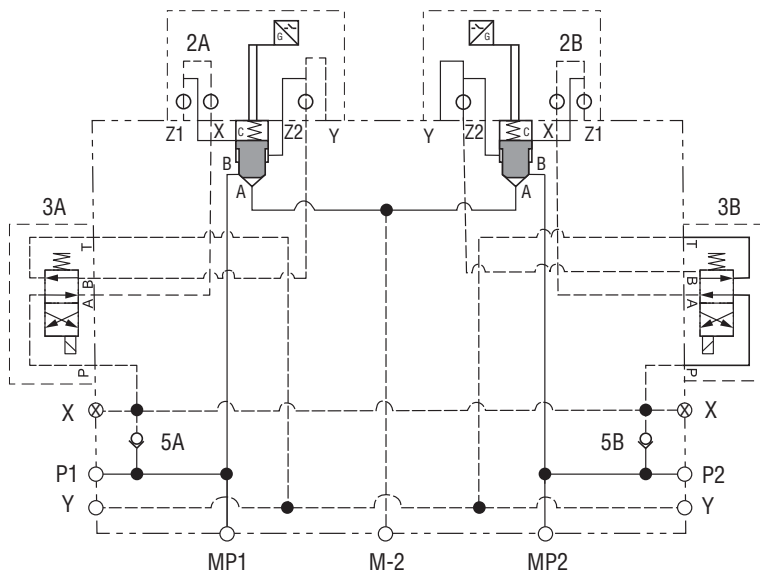 2A G G 2B
Z1 X C Z2 Y Y Z2 C X Z1
B A A B
3A 3B
T T
B B
A A
P P
X X
5A 5B
P1 P2
Y Y
MP1 M-2 MP2